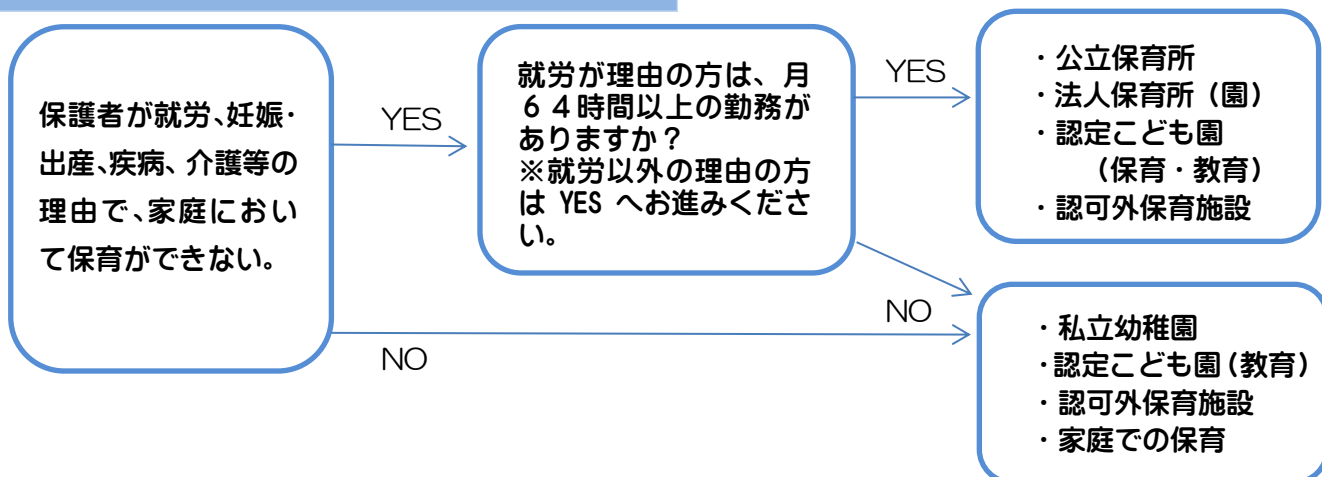 保護者が就労、妊娠・
出産、疾病、介護等の
理由で、家庭におい
て保育ができない。
YES
NO
就労が理由の方は、月
６４時間以上の勤務が
ありますか？
※就労以外の理由の方
は YES へお進みくださ
い。
YES
NO
・公立保育所
・法人保育所（園）
・認定こども園
（保育・教育）
・認可外保育施設
・私立幼稚園
・認定こども園（教育）
・認可外保育施設
・家庭での保育